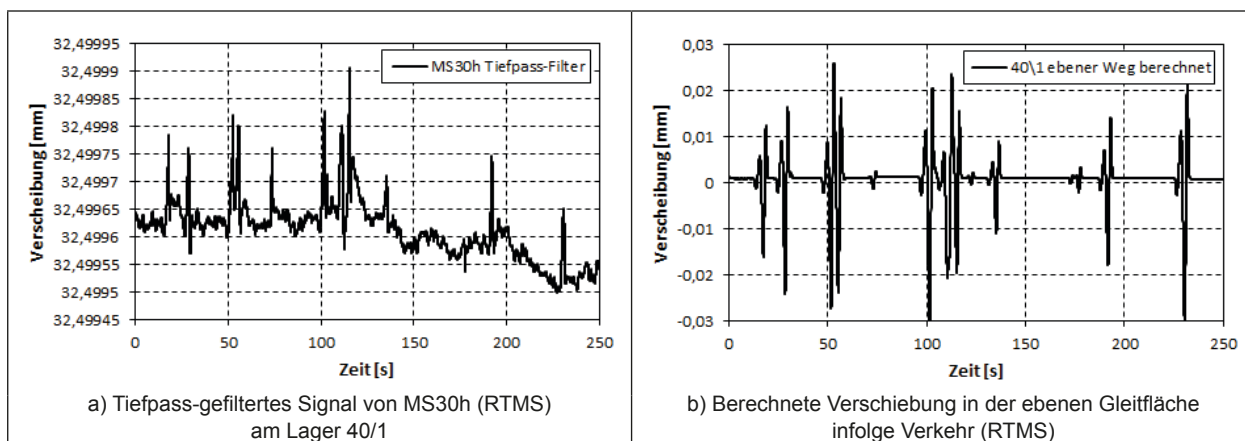 32,49995
32,4999
32,49985
32,4998
32,49975
32,4997
32,49965
32,4996
32,49955
32,4995
32,49945
Verscheibung [mm]
MS30h Tiefpass-Filter
0 50 100 150 200 250
Zeit [s]
a) Tiefpass-gefiltertes Signal von MS30h (RTMS)
am Lager 40/1
0,03
0,02
0,01
0
-0,01
-0,02
-0,03
Verscheibung [mm]
40\1 ebener Weg berechnet
0 50 100 150 200 250
Zeit [s]
b) Berechnete Verschiebung in der ebenen Gleitfläche
infolge Verkehr (RTMS)